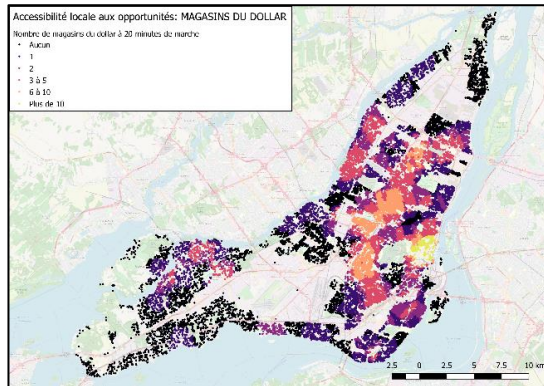 Accessibilité locale aux opportunités: MAGASINS DU DOLLAR
Nombre de magasins du dollar à 20 minutes de marche
Aucun
1
2
3 à 5
6 à 10
Plus de 10
2.5 0 2.5 5 7.5 10 km